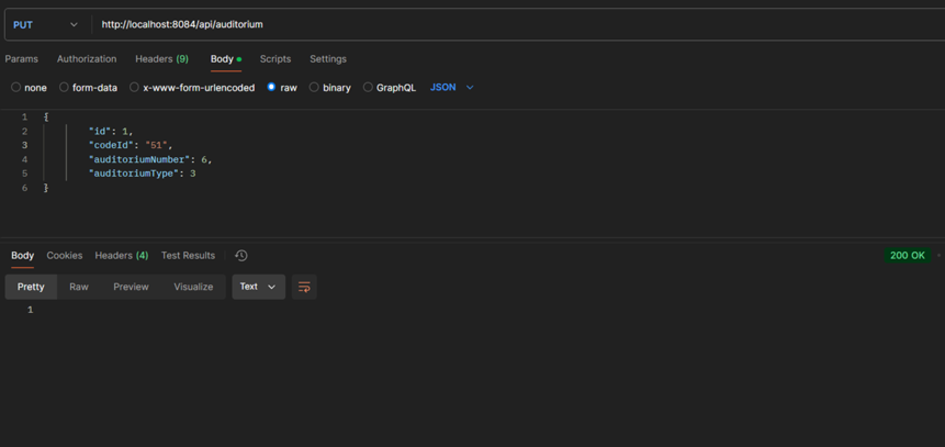 PUT http://localhost:8084/api/auditorium
Params Authorization Headers (9) Body Scripts Settings
none form-data x-www-form-urlencoded raw binary GraphQL JSON
1 {
2 "id": 1,
3 "codeId": "51",
4 "auditoriumNumber": 6,
5 "auditoriumType": 3
6 }
Body Cookies Headers (4) Test Results 200 OK
Pretty Raw Preview Visualize Text
1